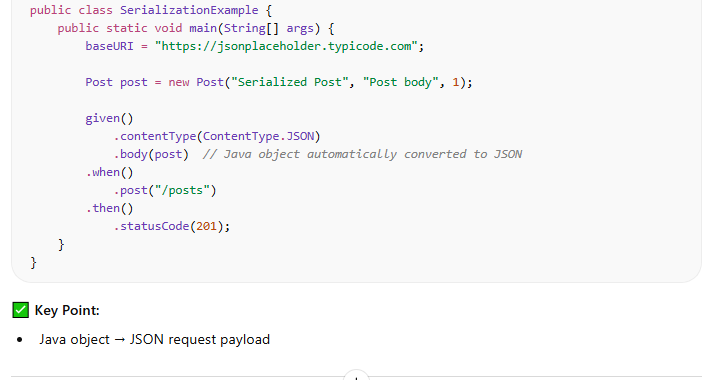 public class SerializationExample {
    public static void main(String[] args) {
        baseURI = "https://jsonplaceholder.typicode.com";

        Post post = new Post("Serialized Post", "Post body", 1);

        given()
            .contentType(ContentType.JSON)
            .body(post)  // Java object automatically converted to JSON
        .when()
            .post("/posts")
        .then()
            .statusCode(201);
    }
}
✅ Key Point:
• Java object → JSON request payload